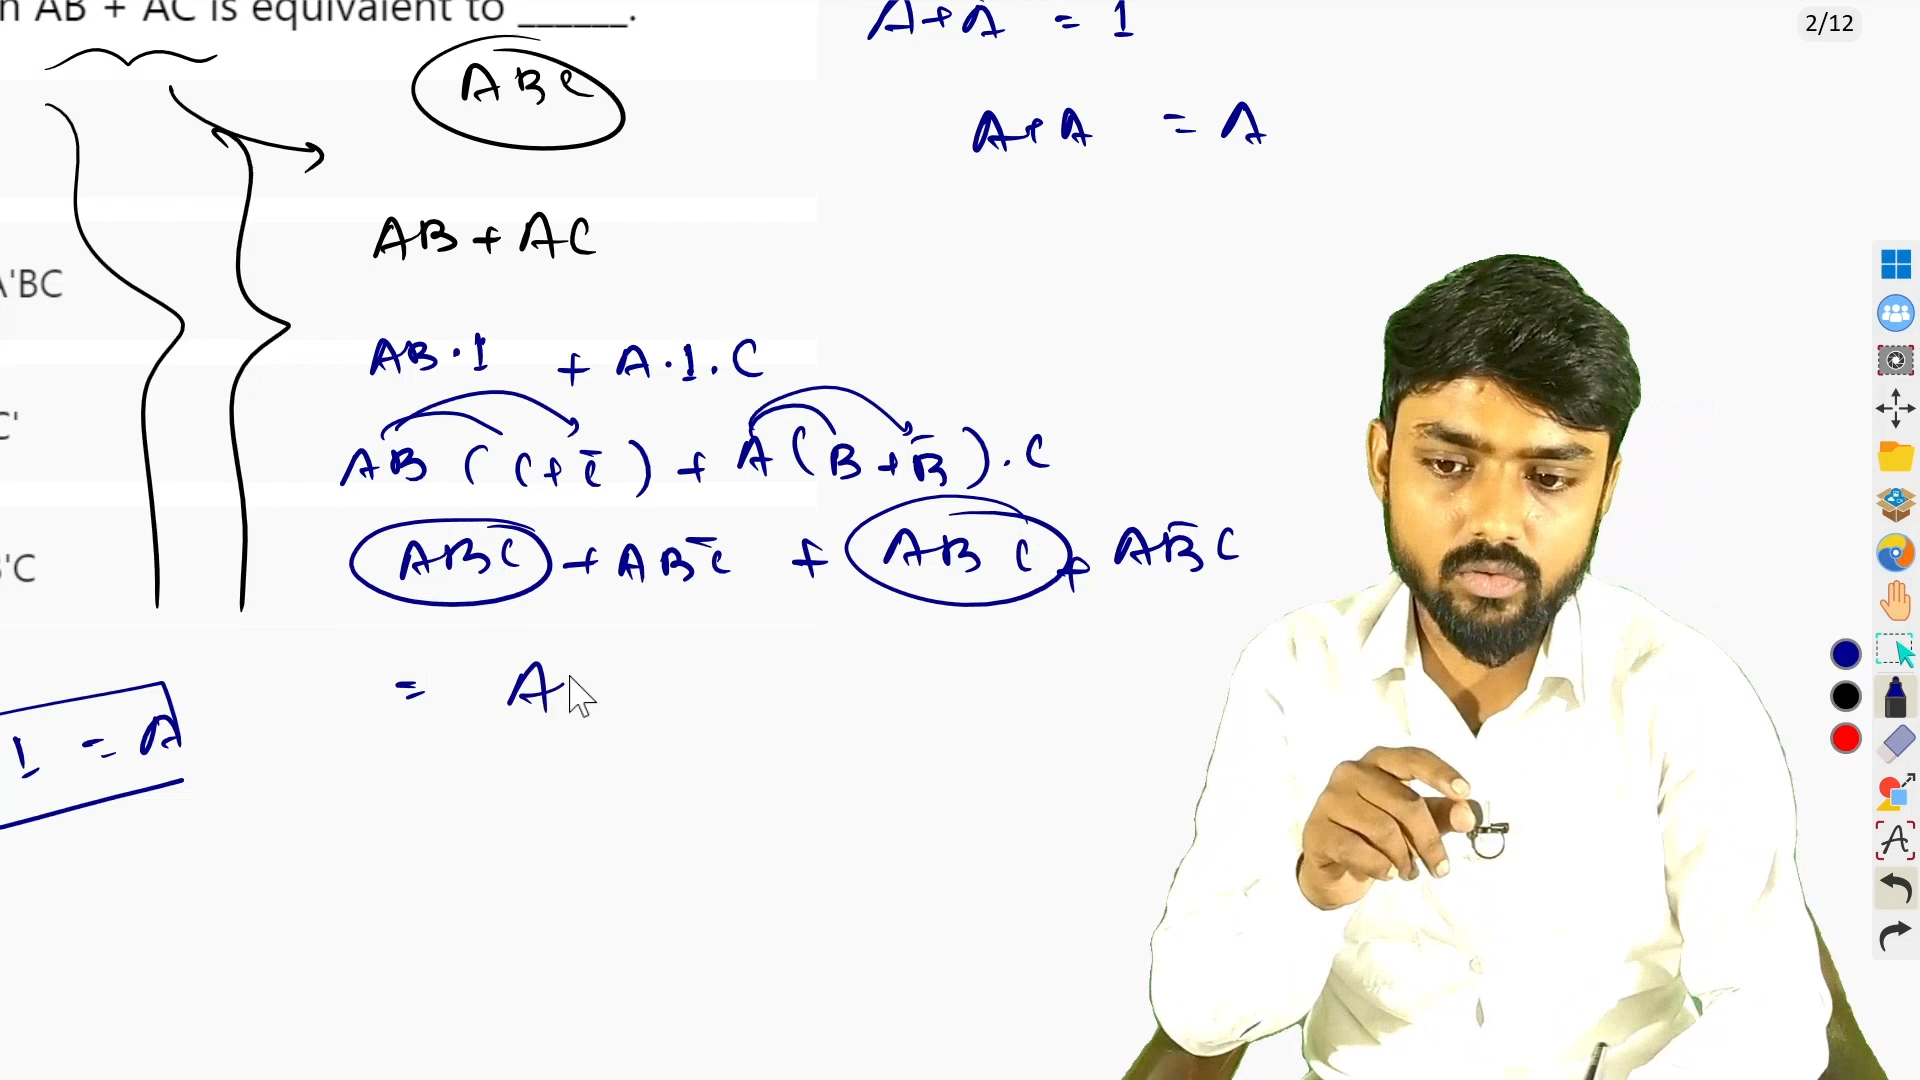 n AB + AC is equivalent to ______.
A+Ā = 1
2/12
ABC
A+A = A
AB + AC
A'BC
AB·1 + A·1·C
C'
AB (C+C̄) + A(B+B̄).C
ABC + ABC̄ + ABC + AB̄C
B'C
= A
1 = A